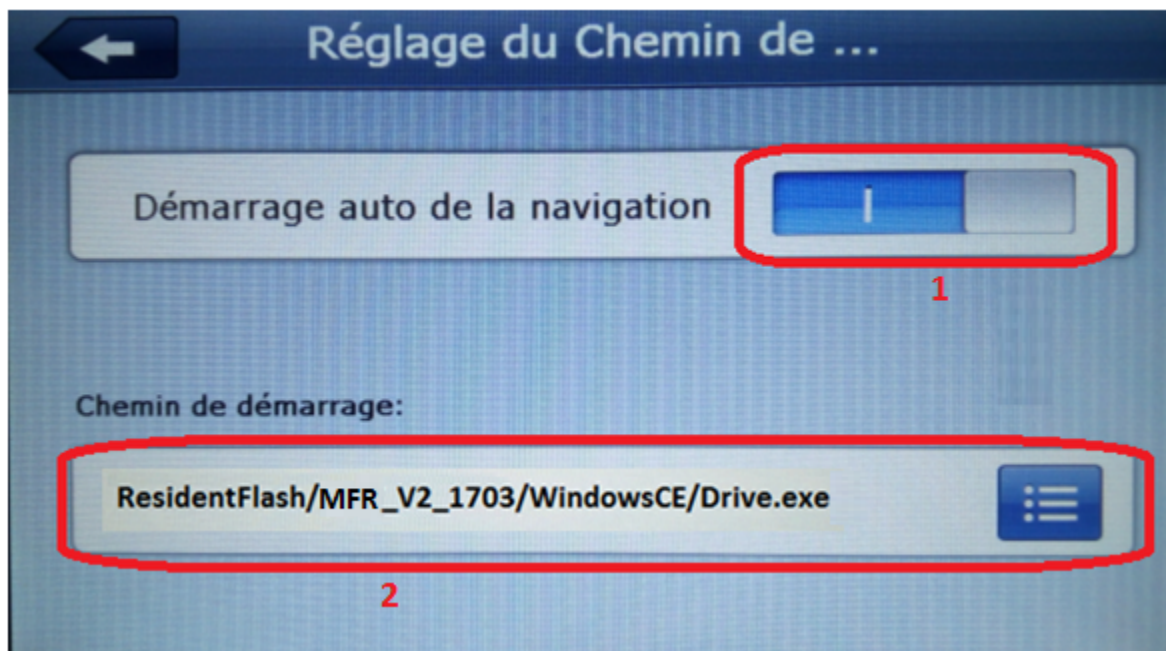 Réglage du Chemin de ...
Démarrage auto de la navigation
1
Chemin de démarrage:
ResidentFlash/MFR_V2_1703/WindowsCE/Drive.exe
2